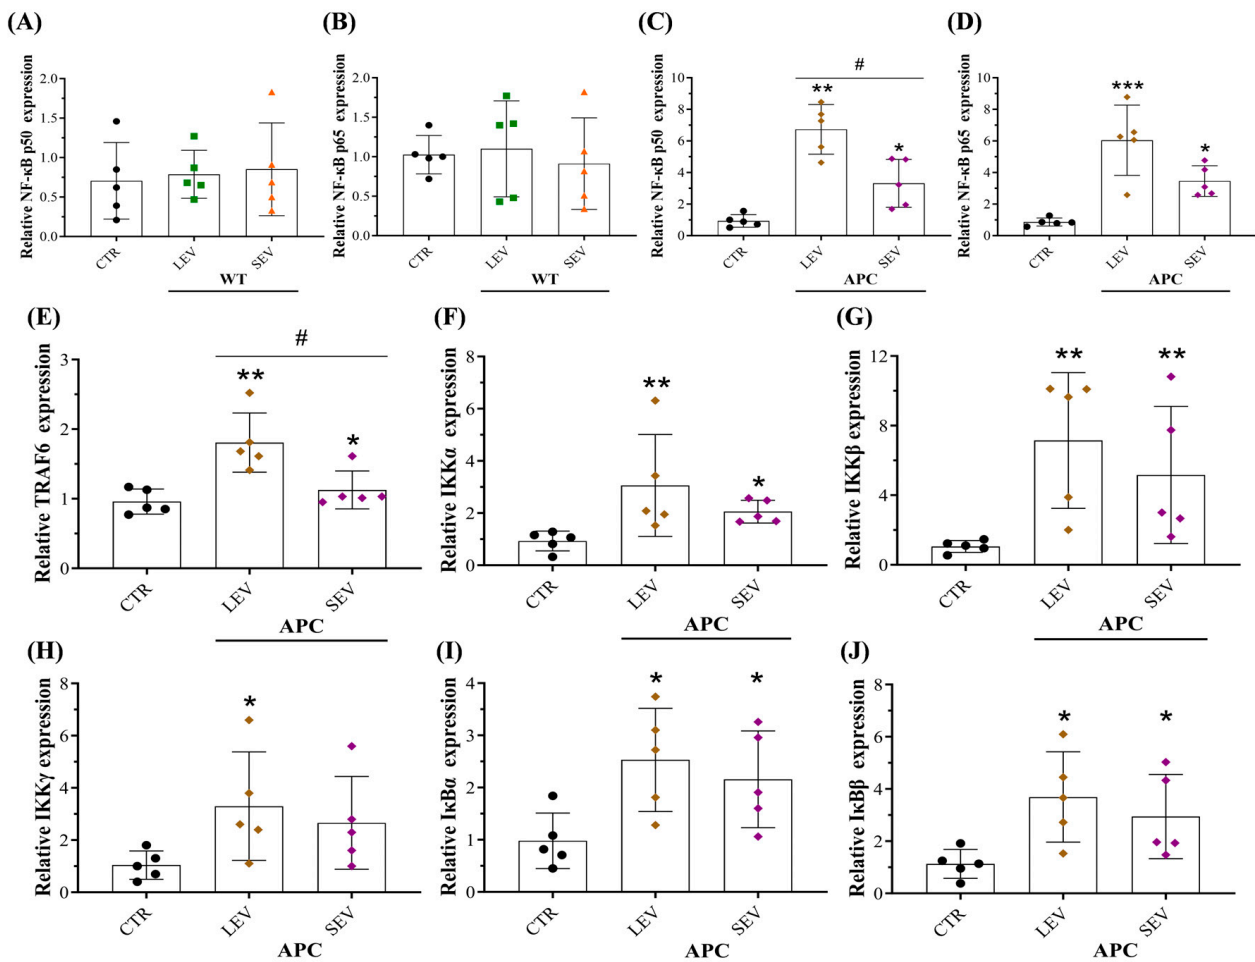 (A)
Relative NF-κB p50 expression
2.0
1.5
1.0
0.5
0.0
CTR
LEV
SEV
WT
(B)
Relative NF-κB p65 expression
2.0
1.5
1.0
0.5
0.0
CTR
LEV
SEV
WT
(C)
Relative NF-κB p50 expression
10
8
6
4
2
0
#
**
*
CTR
LEV
SEV
APC
(D)
Relative NF-κB p65 expression
10
8
6
4
2
0
***
*
CTR
LEV
SEV
APC
(E)
Relative TRAF6 expression
3
2
1
0
#
**
*
CTR
LEV
SEV
APC
(F)
Relative IKKα expression
8
6
4
2
0
**
*
CTR
LEV
SEV
APC
(G)
Relative IKKβ expression
12
8
4
0
**
**
CTR
LEV
SEV
APC
(H)
Relative IKKγ expression
8
6
4
2
0
*
CTR
LEV
SEV
APC
(I)
Relative IκBα expression
4
3
2
1
0
*
*
CTR
LEV
SEV
APC
(J)
Relative IκBβ expression
8
6
4
2
0
*
*
CTR
LEV
SEV
APC